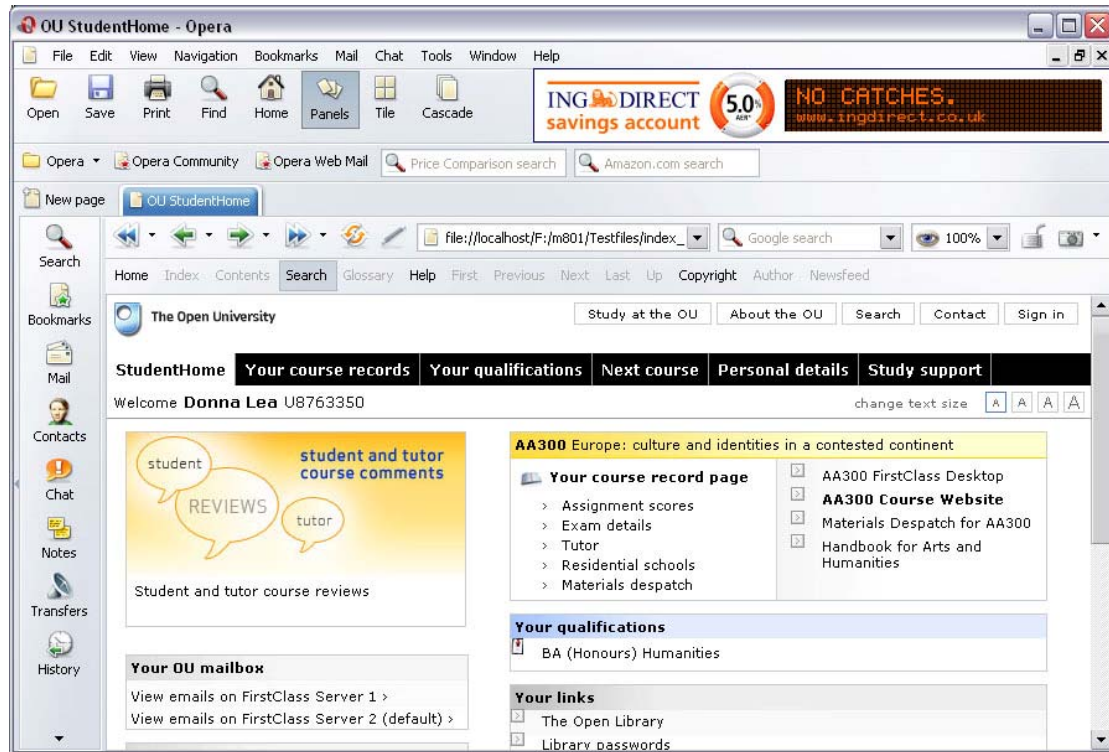 OU StudentHome - Opera
File Edit View Navigation Bookmarks Mail Chat Tools Window Help
Open Save Print Find Home Panels Tile Cascade
ING DIRECT
savings account
5.0%
AER*
NO CATCHES.
www.ingdirect.co.uk
Opera Opera Community Opera Web Mail Price Comparison search Amazon.com search
New page OU StudentHome
file://localhost/F:/m801/Testfiles/index_ Google search 100%
Home Index Contents Search Glossary Help First Previous Next Last Up Copyright Author Newsfeed
Search
Bookmarks
Mail
Contacts
Chat
Notes
Transfers
History
The Open University
Study at the OU About the OU Search Contact Sign in
StudentHome Your course records Your qualifications Next course Personal details Study support
Welcome Donna Lea U8763350 change text size A A A A
student
REVIEWS
tutor
student and tutor
course comments
Student and tutor course reviews
Your OU mailbox
View emails on FirstClass Server 1 >
View emails on FirstClass Server 2 (default) >
AA300 Europe: culture and identities in a contested continent
Your course record page
> Assignment scores
> Exam details
> Tutor
> Residential schools
> Materials despatch
AA300 FirstClass Desktop
AA300 Course Website
Materials Despatch for AA300
Handbook for Arts and
Humanities
Your qualifications
BA (Honours) Humanities
Your links
The Open Library
Library passwords